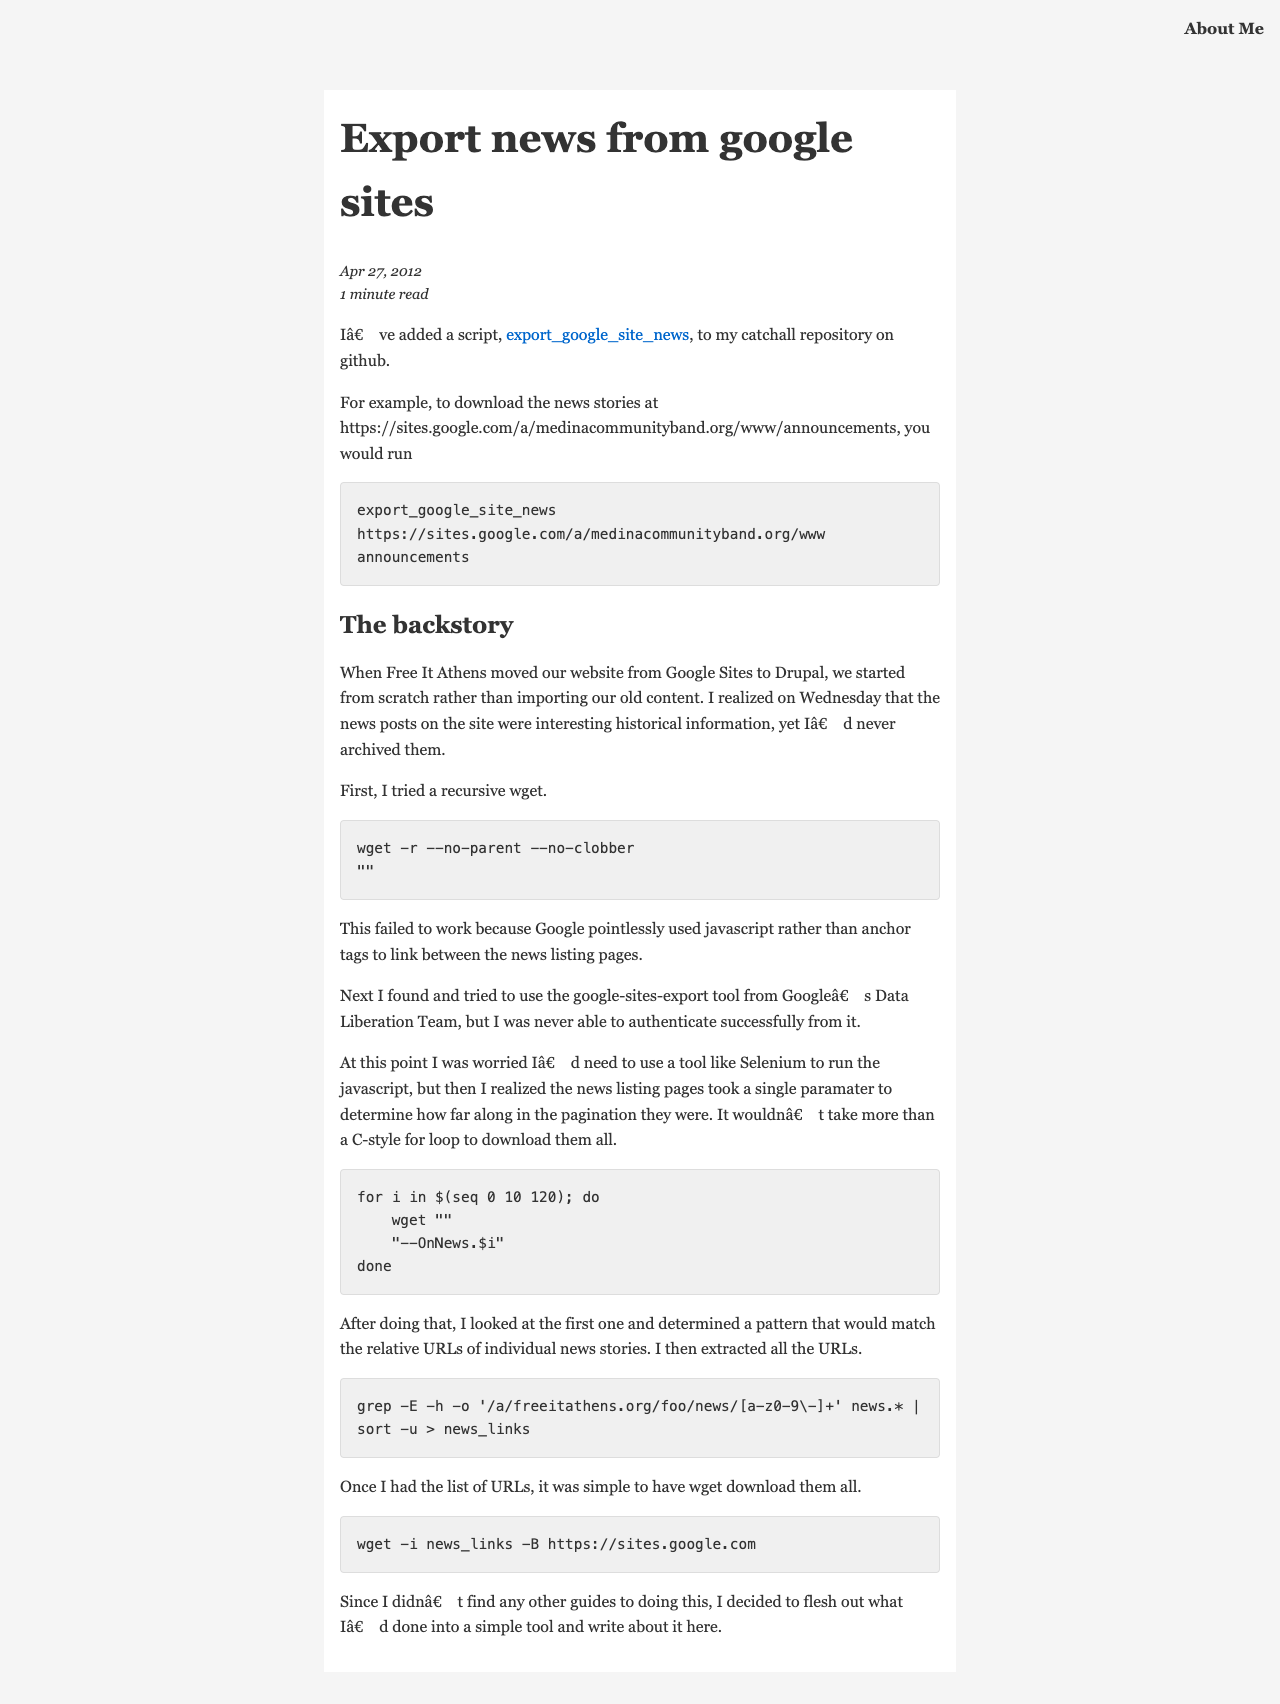 About Me
Export news from google
sites
Apr 27, 2012
1 minute read
Iâ€ ve added a script, export_google_site_news, to my catchall repository on
github.
For example, to download the news stories at
https://sites.google.com/a/medinacommunityband.org/www/announcements, you
would run
export_google_site_news
https://sites.google.com/a/medinacommunityband.org/www
announcements
The backstory
When Free It Athens moved our website from Google Sites to Drupal, we started
from scratch rather than importing our old content. I realized on Wednesday that the
news posts on the site were interesting historical information, yet Iâ€ d never
archived them.
First, I tried a recursive wget.
wget -r --no-parent --no-clobber
""
This failed to work because Google pointlessly used javascript rather than anchor
tags to link between the news listing pages.
Next I found and tried to use the google-sites-export tool from Googleâ€ s Data
Liberation Team, but I was never able to authenticate successfully from it.
At this point I was worried Iâ€ d need to use a tool like Selenium to run the
javascript, but then I realized the news listing pages took a single paramater to
determine how far along in the pagination they were. It wouldnâ€ t take more than
a C-style for loop to download them all.
for i in $(seq 0 10 120); do
    wget ""
    "--OnNews.$i"
done
After doing that, I looked at the first one and determined a pattern that would match
the relative URLs of individual news stories. I then extracted all the URLs.
grep -E -h -o '/a/freeitathens.org/foo/news/[a-z0-9\-]+' news.* |
sort -u > news_links
Once I had the list of URLs, it was simple to have wget download them all.
wget -i news_links -B https://sites.google.com
Since I didnâ€ t find any other guides to doing this, I decided to flesh out what
Iâ€ d done into a simple tool and write about it here.